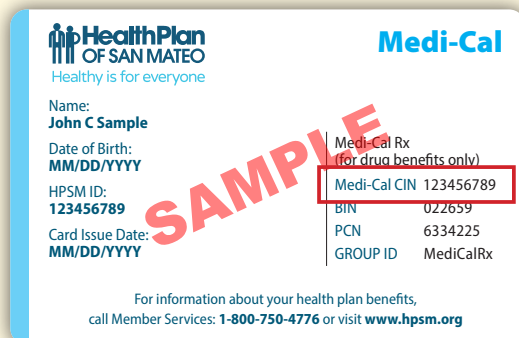 HealthPlan
OF SAN MATEO
Healthy is for everyone
Medi-Cal
Name:
John C Sample
Date of Birth:
MM/DD/YYYY
HPSM ID:
123456789
Card Issue Date:
MM/DD/YYYY
SAMPLE
Medi-Cal Rx
(for drug benefits only)
Medi-Cal CIN 123456789
BIN 022659
PCN 6334225
GROUP ID MediCalRx
For information about your health plan benefits,
call Member Services: 1-800-750-4776 or visit www.hpsm.org